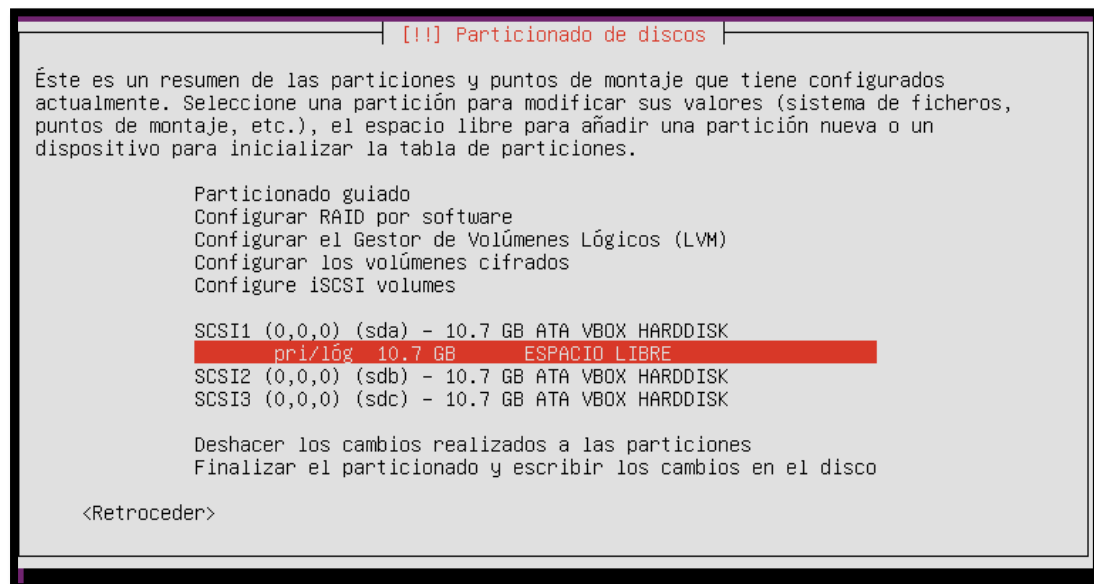 [!!] Particionado de discos
Éste es un resumen de las particiones y puntos de montaje que tiene configurados
actualmente. Seleccione una partición para modificar sus valores (sistema de ficheros,
puntos de montaje, etc.), el espacio libre para añadir una partición nueva o un
dispositivo para inicializar la tabla de particiones.
Particionado guiado
Configurar RAID por software
Configurar el Gestor de Volúmenes Lógicos (LVM)
Configurar los volúmenes cifrados
Configure iSCSI volumes
SCSI1 (0,0,0) (sda) - 10.7 GB ATA VBOX HARDDISK
pri/lóg 10.7 GB ESPACIO LIBRE
SCSI2 (0,0,0) (sdb) - 10.7 GB ATA VBOX HARDDISK
SCSI3 (0,0,0) (sdc) - 10.7 GB ATA VBOX HARDDISK
Deshacer los cambios realizados a las particiones
Finalizar el particionado y escribir los cambios en el disco
<Retroceder>